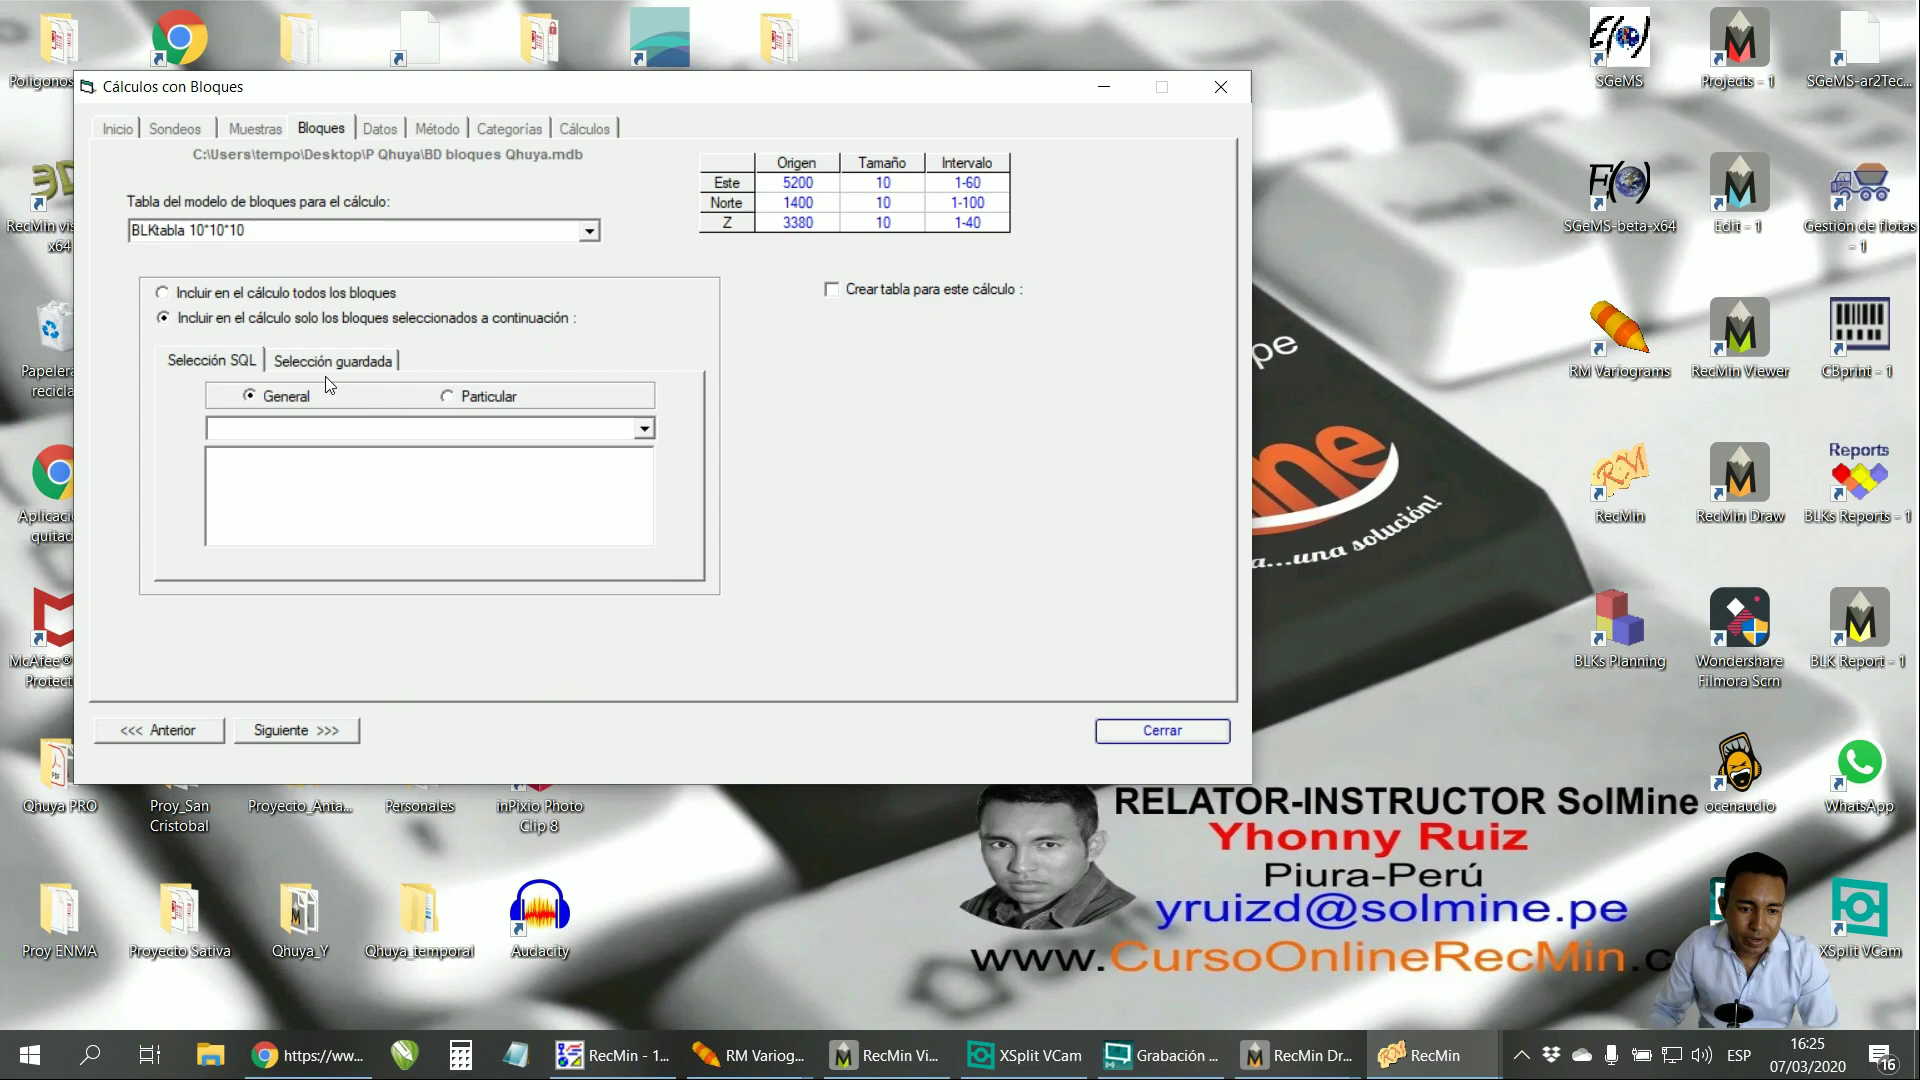 Cálculos con Bloques
Inicio
Sondeos
Muestras
Bloques
Datos
Método
Categorías
Cálculos
C:\Users\tempo\Desktop\P Qhuya\BD bloques Qhuya.mdb
Origen Tamaño Intervalo
Este 5200 10 1-60
Norte 1400 10 1-100
Z 3380 10 1-40
Tabla del modelo de bloques para el cálculo:
BLKtabla 10*10*10
Incluir en el cálculo todos los bloques
Incluir en el cálculo solo los bloques seleccionados a continuación :
Crear tabla para este cálculo :
Selección SQL
Selección guardada
General
Particular
<<< Anterior
Siguiente >>>
Cerrar
Poligonos
RecMin vis
x64
Papelera
recicla
Aplicaci
quitad
McAfee®
Protect
Qhuya PRO
Proy_San
Cristobal
Proyecto_Anta...
Personales
inPixio Photo
Clip 8
Proy ENMA
Proyecto Sativa
Qhuya_Y
Qhuya_temporal
Audacity
SGeMS
Projects - 1
SGeMS-ar2Tec...
SGeMS-beta-x64
Edit - 1
Gestión de flotas
- 1
RM Variograms
RecMin Viewer
CBprint - 1
RecMin
RecMin Draw
Reports
BLKs Reports - 1
BLKs Planning
Wondershare
Filmora Scrn
BLK Report - 1
ocenaudio
WhatsApp
XSplit VCam
pe
ine
a...una solución!
RELATOR-INSTRUCTOR SolMine
Yhonny Ruiz
Piura-Perú
yruizd@solmine.pe
www.CursoOnlineRecMin.c
https://ww...
RecMin - 1...
RM Variog...
RecMin Vi...
XSplit VCam
Grabación ...
RecMin Dr...
RecMin
ESP
16:25
07/03/2020
16